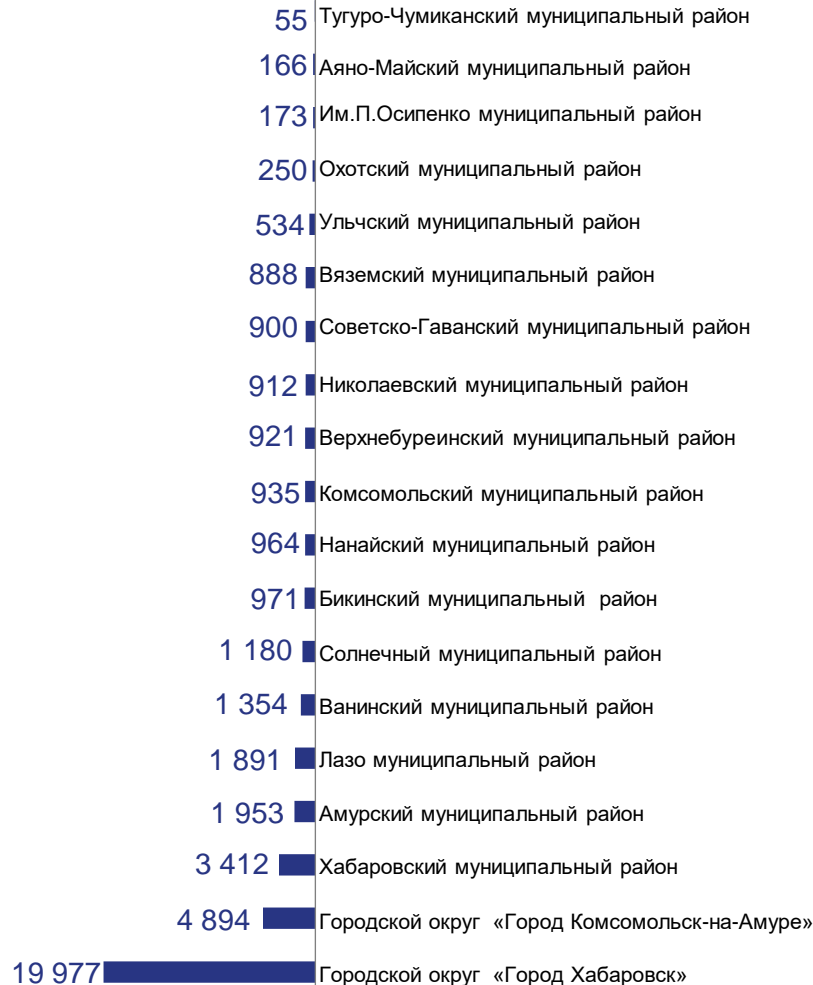 55 Тугуро-Чумиканский муниципальный район
166 Аяно-Майский муниципальный район
173 Им.П.Осипенко муниципальный район
250 Охотский муниципальный район
534 Ульчский муниципальный район
888 Вяземский муниципальный район
900 Советско-Гаванский муниципальный район
912 Николаевский муниципальный район
921 Верхнебуреинский муниципальный район
935 Комсомольский муниципальный район
964 Нанайский муниципальный район
971 Бикинский муниципальный район
1 180 Солнечный муниципальный район
1 354 Ванинский муниципальный район
1 891 Лазо муниципальный район
1 953 Амурский муниципальный район
3 412 Хабаровский муниципальный район
4 894 Городской округ «Город Комсомольск-на-Амуре»
19 977 Городской округ «Город Хабаровск»